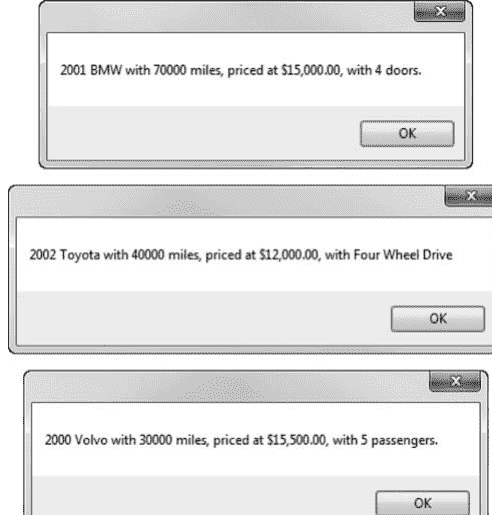 2001 BMW with 70000 miles, priced at $15,000.00, with 4 doors.
OK
2002 Toyota with 40000 miles, priced at $12,000.00, with Four Wheel Drive
OK
2000 Volvo with 30000 miles, priced at $15,500.00, with 5 passengers.
OK